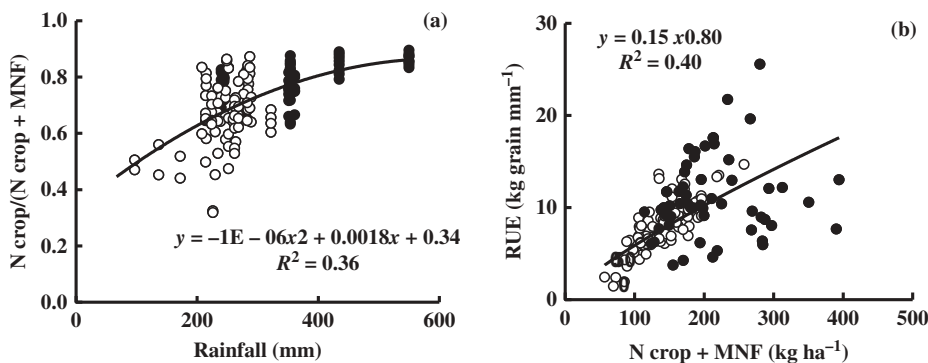 (a)
1.0
0.8
0.6
0.4
0.2
0.0
N crop/(N crop + MNF)
y = –1E – 06x2 + 0.0018x + 0.34
R² = 0.36
0 200 400 600
Rainfall (mm)
(b)
y = 0.15 x0.80
R² = 0.40
30
20
10
0
RUE (kg grain mm⁻¹)
0 100 200 300 400 500
N crop + MNF (kg ha⁻¹)